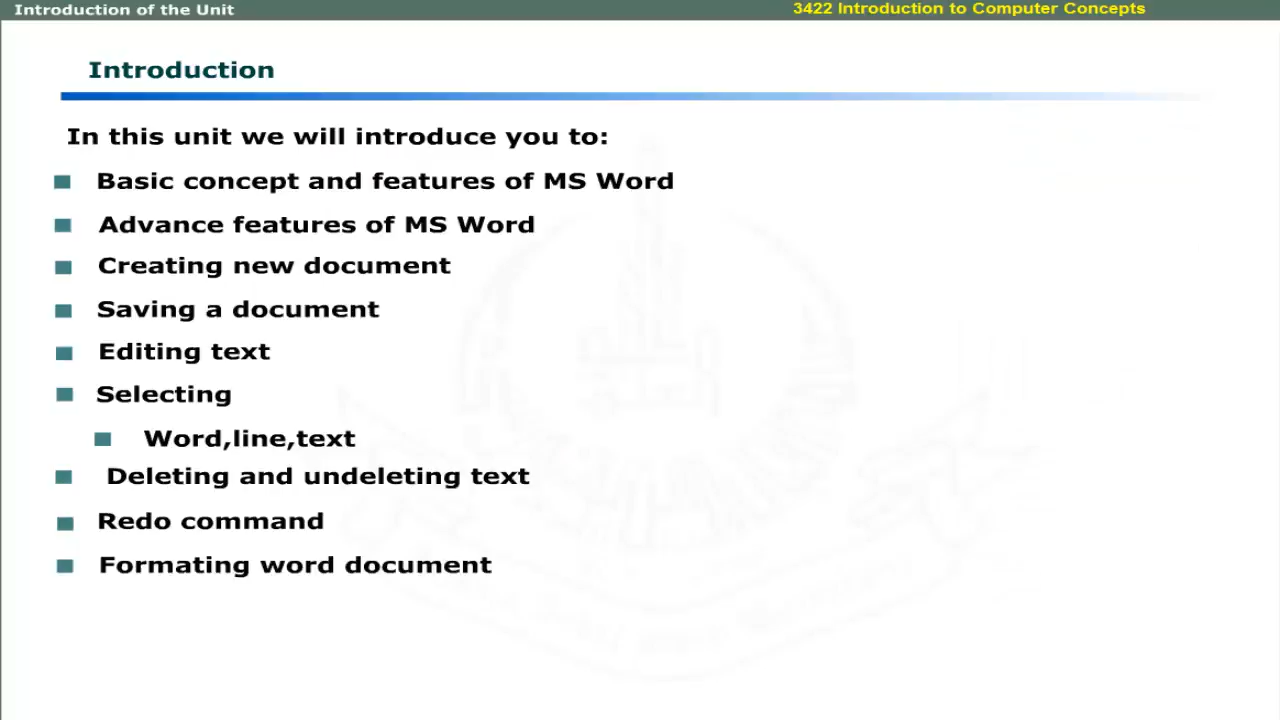 Introduction of the Unit
3422 Introduction to Computer Concepts
Introduction
In this unit we will introduce you to:
Basic concept and features of MS Word
Advance features of MS Word
Creating new document
Saving a document
Editing text
Selecting
Word,line,text
Deleting and undeleting text
Redo command
Formating word document